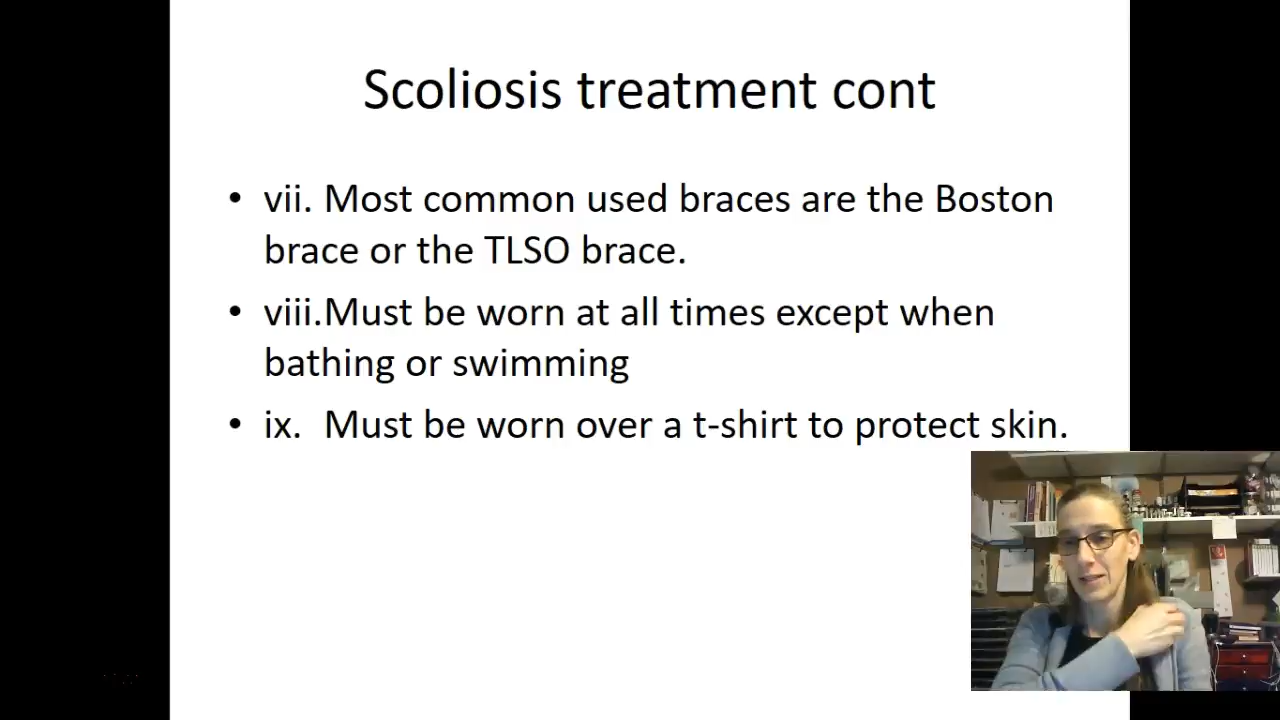 Scoliosis treatment cont
• vii. Most common used braces are the Boston
brace or the TLSO brace.
• viii.Must be worn at all times except when
bathing or swimming
• ix. Must be worn over a t-shirt to protect skin.